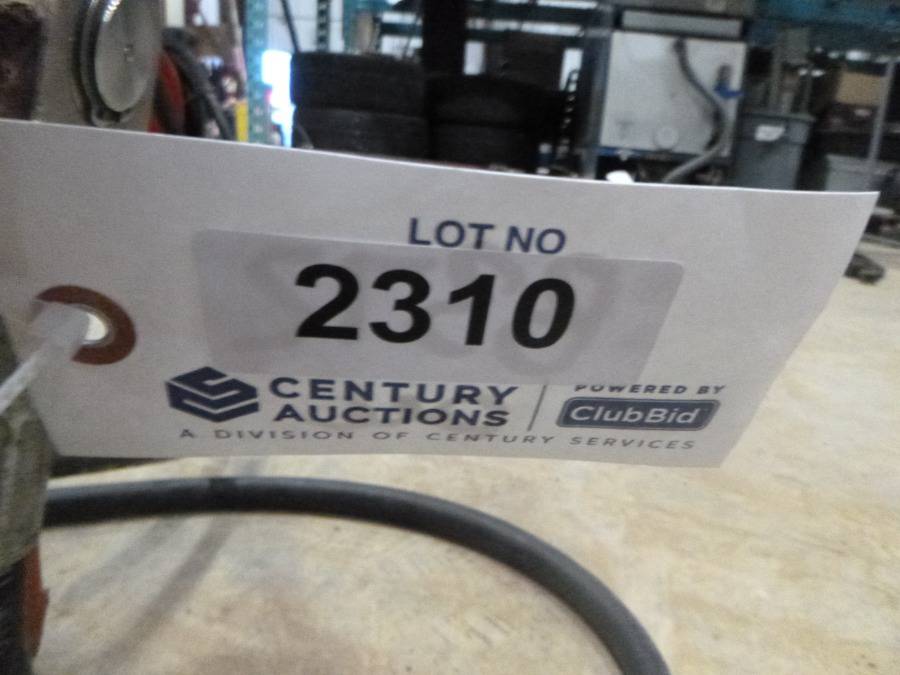 LOT NO
2310
CENTURY
AUCTIONS
POWERED BY
ClubBid
A DIVISION OF CENTURY SERVICES